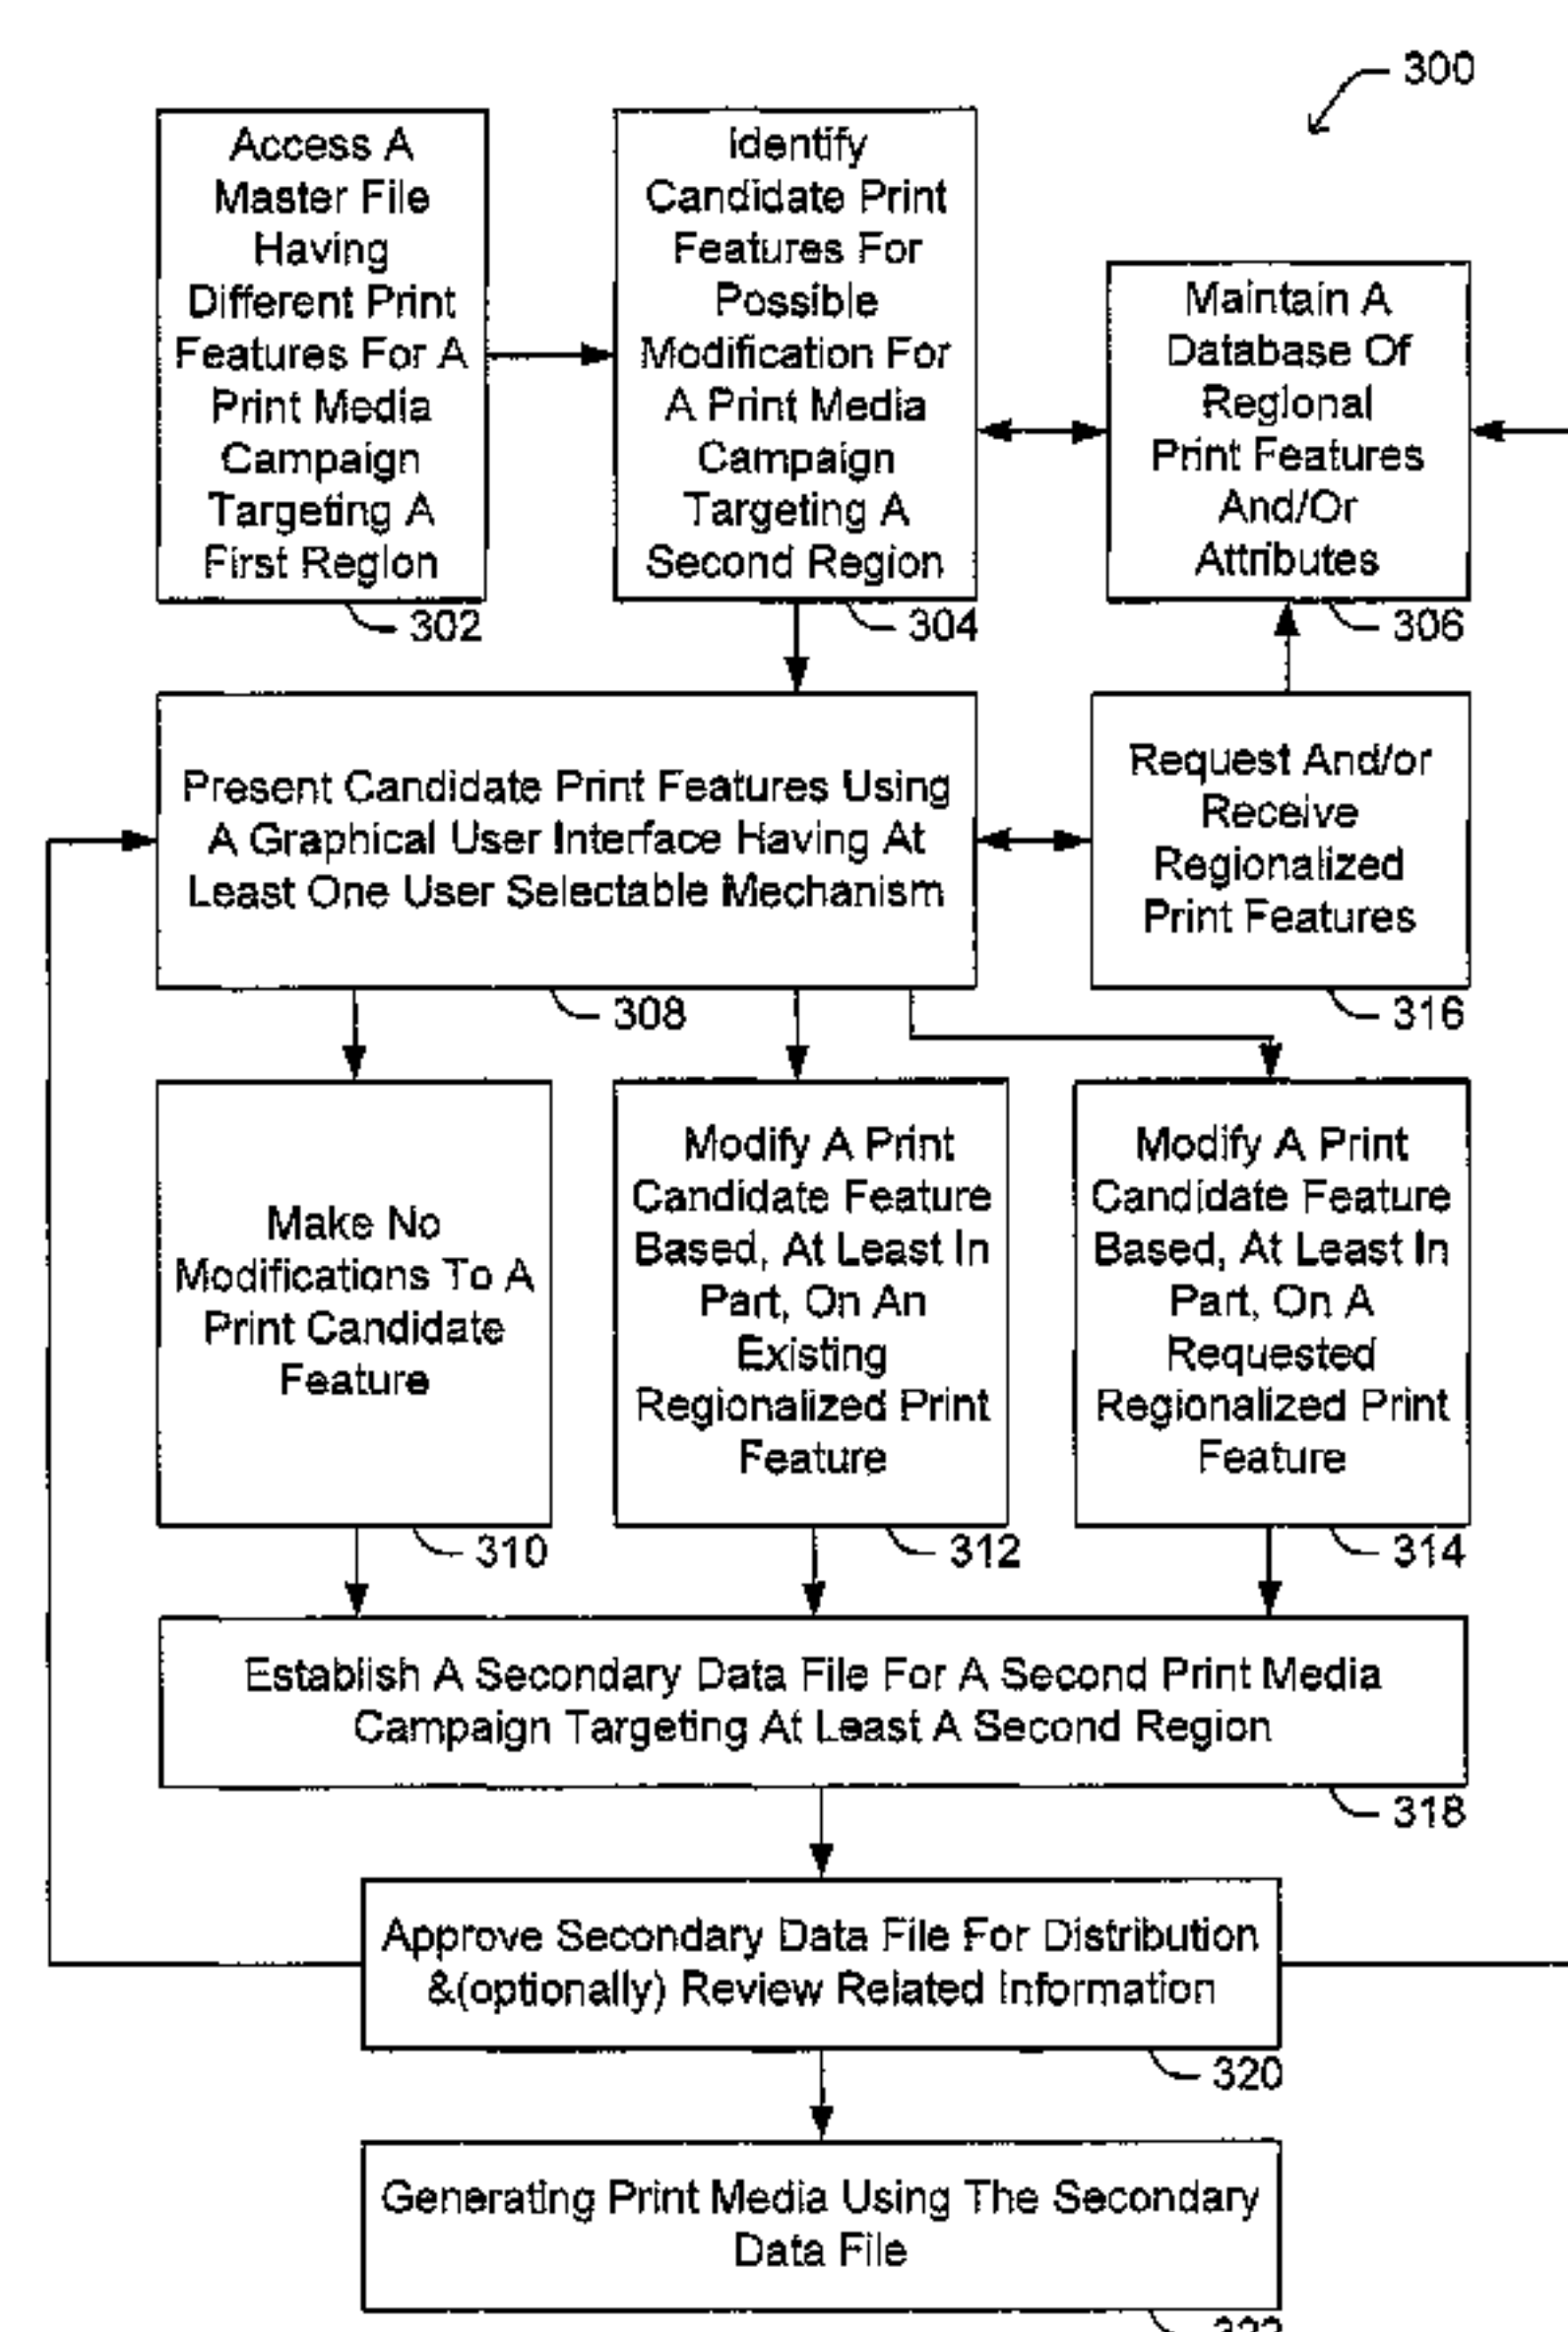 300
Access A
Master File
Having
Different Print
Features For A
Print Media
Campaign
Targeting A
First Region
302
Identify
Candidate Print
Features For
Possible
Modification For
A Print Media
Campaign
Targeting A
Second Region
304
Maintain A
Database Of
Regional
Print Features
And/Or
Attributes
306
Present Candidate Print Features Using
A Graphical User Interface Having At
Least One User Selectable Mechanism
308
Request And/or
Receive
Regionalized
Print Features
316
Make No
Modifications To A
Print Candidate
Feature
310
Modify A Print
Candidate Feature
Based, At Least In
Part, On An
Existing
Regionalized Print
Feature
312
Modify A Print
Candidate Feature
Based, At Least In
Part, On A
Requested
Regionalized Print
Feature
314
Establish A Secondary Data File For A Second Print Media
Campaign Targeting At Least A Second Region
318
Approve Secondary Data File For Distribution
&(optionally) Review Related Information
320
Generating Print Media Using The Secondary
Data File